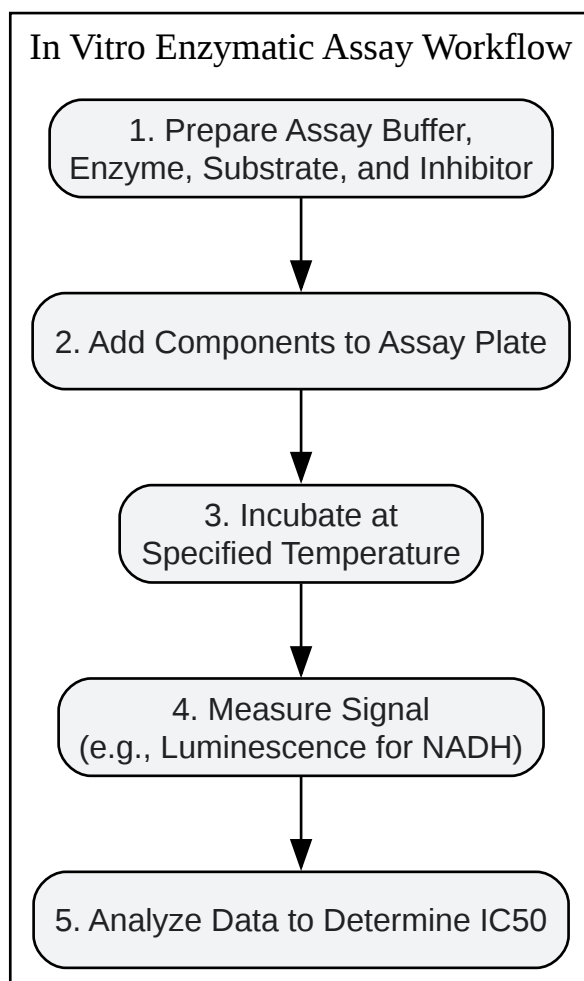 In Vitro Enzymatic Assay Workflow
1. Prepare Assay Buffer,
Enzyme, Substrate, and Inhibitor
2. Add Components to Assay Plate
3. Incubate at
Specified Temperature
4. Measure Signal
(e.g., Luminescence for NADH)
5. Analyze Data to Determine IC50